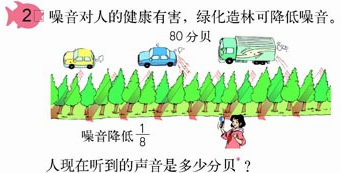 2 噪音对人的健康有害，绿化造林可降低噪音。
80分贝
噪音降低 1/8
人现在听到的声音是多少分贝*？